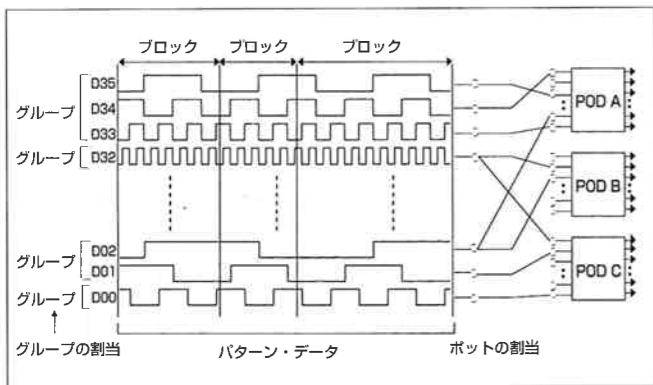 ブロック ブロック ブロック
D35
グループ D34
D33
グループ D32
POD A
POD B
グループ D02
D01
POD C
グループ D00
グループの割当 パターン・データ ポットの割当